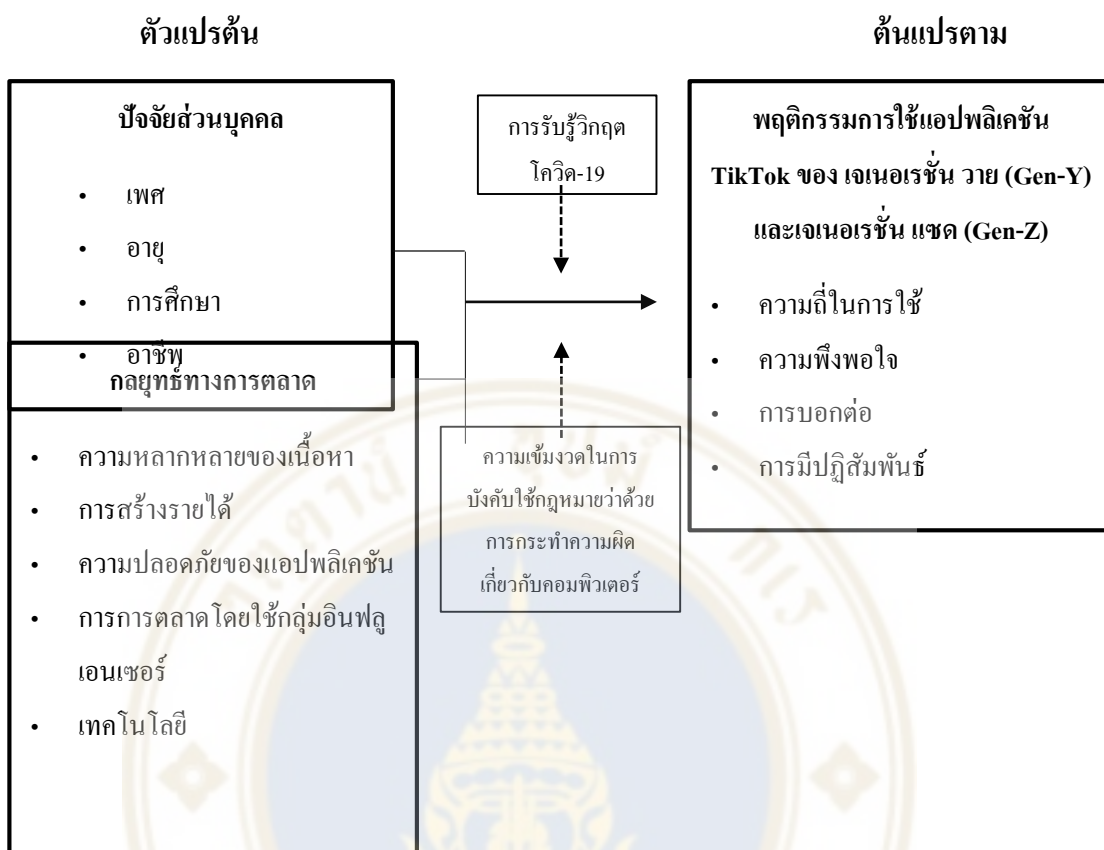 ตัวแปรต้น
ต้นแปรตาม
ปัจจัยส่วนบุคคล
• เพศ
• อายุ
• การศึกษา
• อาชีพ
กลยุทธ์ทางการตลาด
• ความหลากหลายของเนื้อหา
• การสร้างรายได้
• ความปลอดภัยของแอปพลิเคชัน
• การการตลาดโดยใช้กลุ่มอินฟลู
เอนเซอร์
• เทคโนโลยี
การรับรู้วิกฤต
โควิด-19
ความเข้มงวดในการ
บังคับใช้กฎหมายว่าด้วย
การกระทำความผิด
เกี่ยวกับคอมพิวเตอร์
พฤติกรรมการใช้แอปพลิเคชัน
TikTok ของ เจเนอเรชั่น วาย (Gen-Y)
และเจเนอเรชั่น แซด (Gen-Z)
• ความถี่ในการใช้
• ความพึงพอใจ
• การบอกต่อ
• การมีปฏิสัมพันธ์